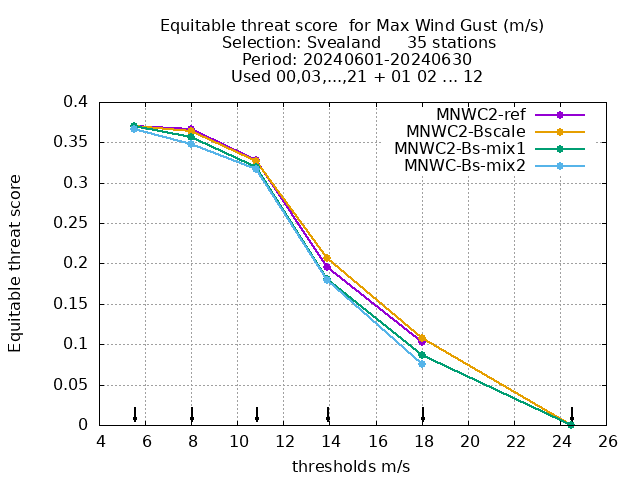 Equitable threat score  for Max Wind Gust (m/s)
Selection: Svealand     35 stations
Period: 20240601-20240630
Used 00,03,...,21 + 01 02 ... 12
MNWC2-ref
MNWC2-Bscale
MNWC2-Bs-mix1
MNWC-Bs-mix2
Equitable threat score
0.4
0.35
0.3
0.25
0.2
0.15
0.1
0.05
0
4 6 8 10 12 14 16 18 20 22 24 26
thresholds m/s